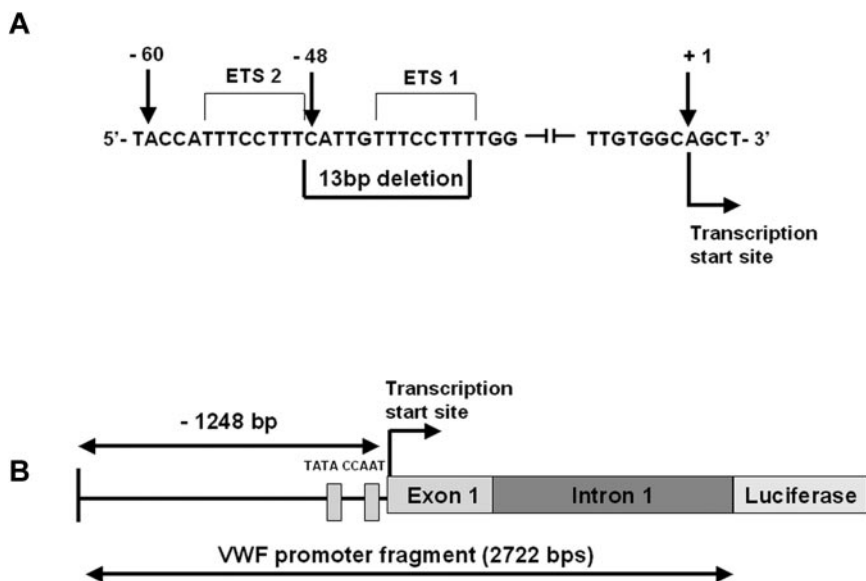 A
- 60
- 48
+ 1
ETS 2
ETS 1
5'- TACCATTTCCTTTCATTGTTTCCTTTTGG
TTGTGGCAGCT- 3'
13bp deletion
Transcription
start site
Transcription
start site
- 1248 bp
TATA CCAAT
B
Exon 1
Intron 1
Luciferase
VWF promoter fragment (2722 bps)